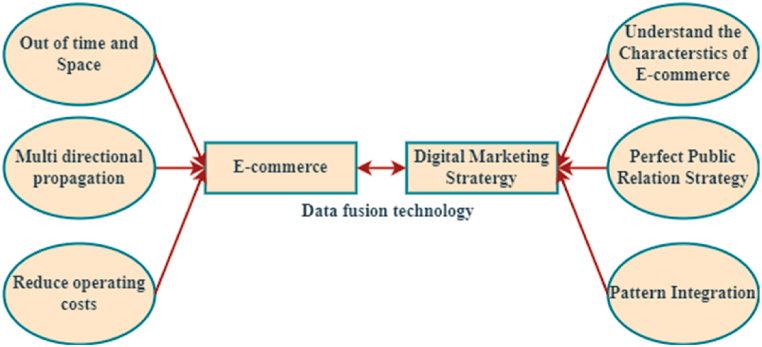 Out of time and
Space
Understand the
Characterstics of
E-commerce
Multi directional
propagation
E-commerce
Digital Marketing
Stratergy
Perfect Public
Relation Strategy
Data fusion technology
Reduce operating
costs
Pattern Integration